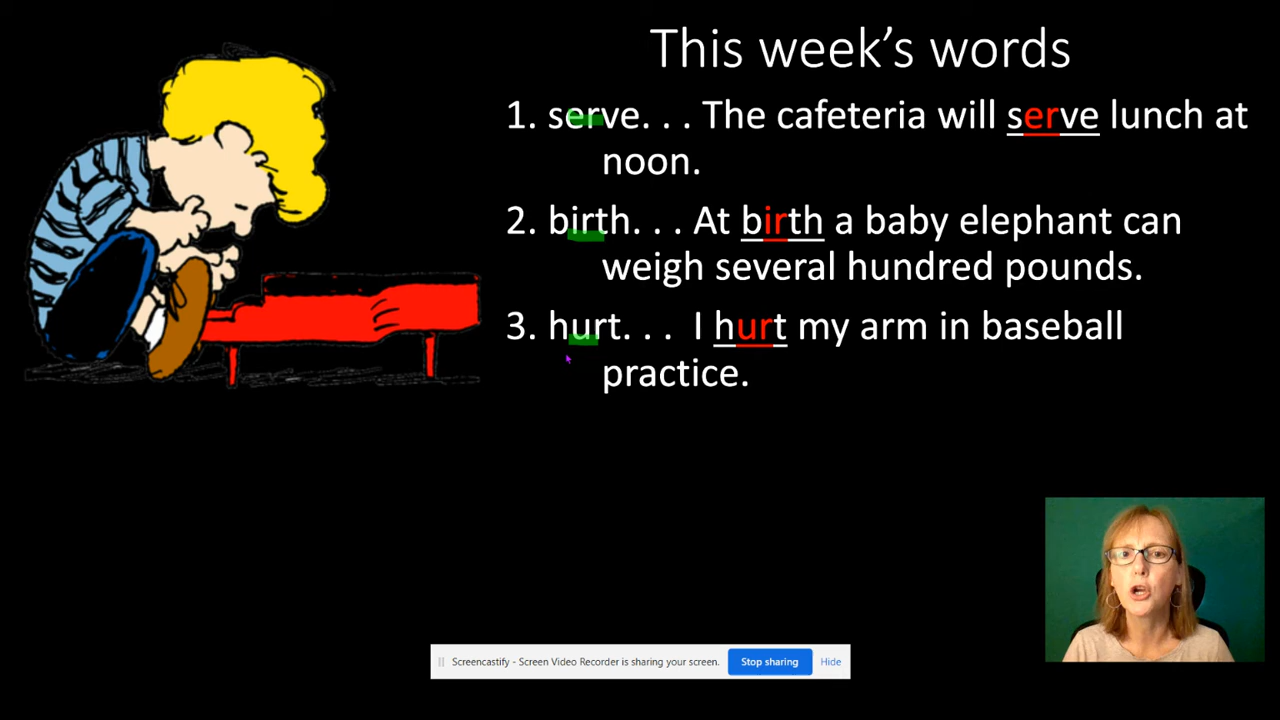 This week's words
1. serve. . . The cafeteria will serve lunch at
noon.
2. birth. . . At birth a baby elephant can
weigh several hundred pounds.
3. hurt. . . I hurt my arm in baseball
practice.
Screencastify - Screen Video Recorder is sharing your screen. Stop sharing Hide